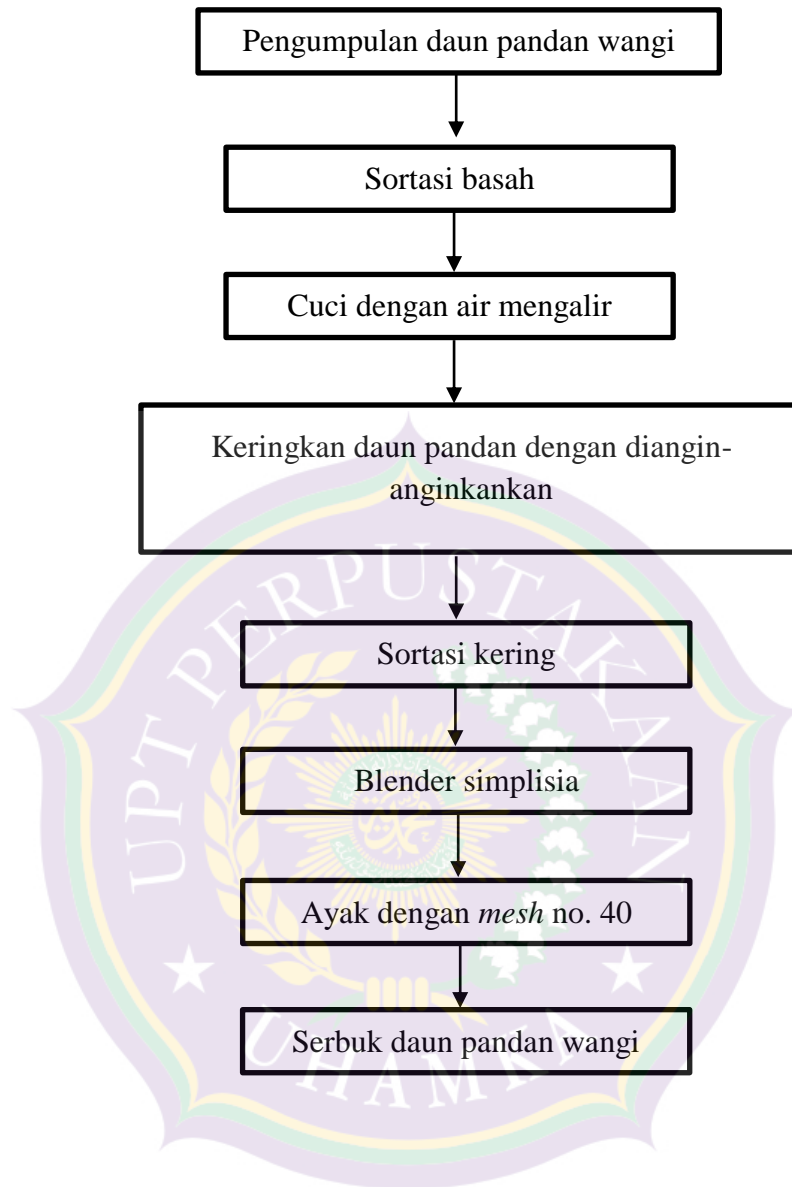 Pengumpulan daun pandan wangi
Sortasi basah
Cuci dengan air mengalir
Keringkan daun pandan dengan diangin-
anginkankan
Sortasi kering
Blender simplisia
Ayak dengan mesh no. 40
Serbuk daun pandan wangi
UPT PERPUSTAKAAN
UHAMKA